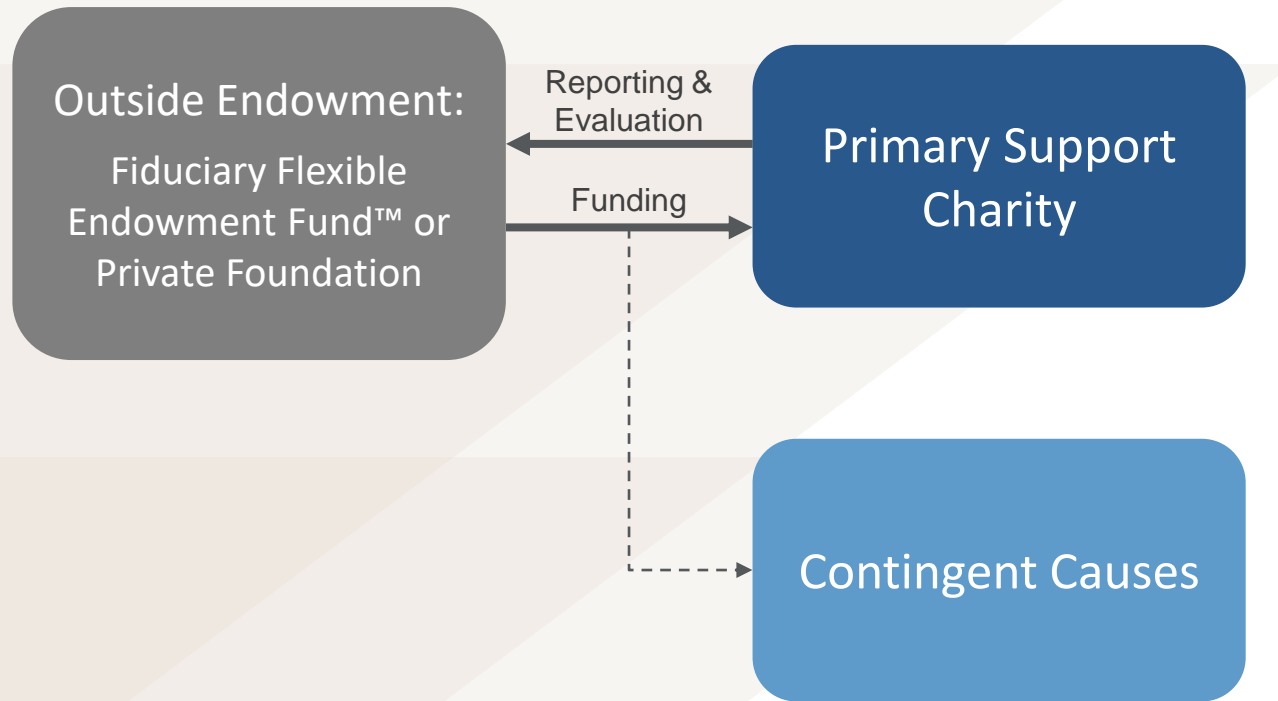 Outside Endowment:
Fiduciary Flexible
Endowment Fund™ or
Private Foundation
Reporting &
Evaluation
Funding
Primary Support
Charity
Contingent Causes